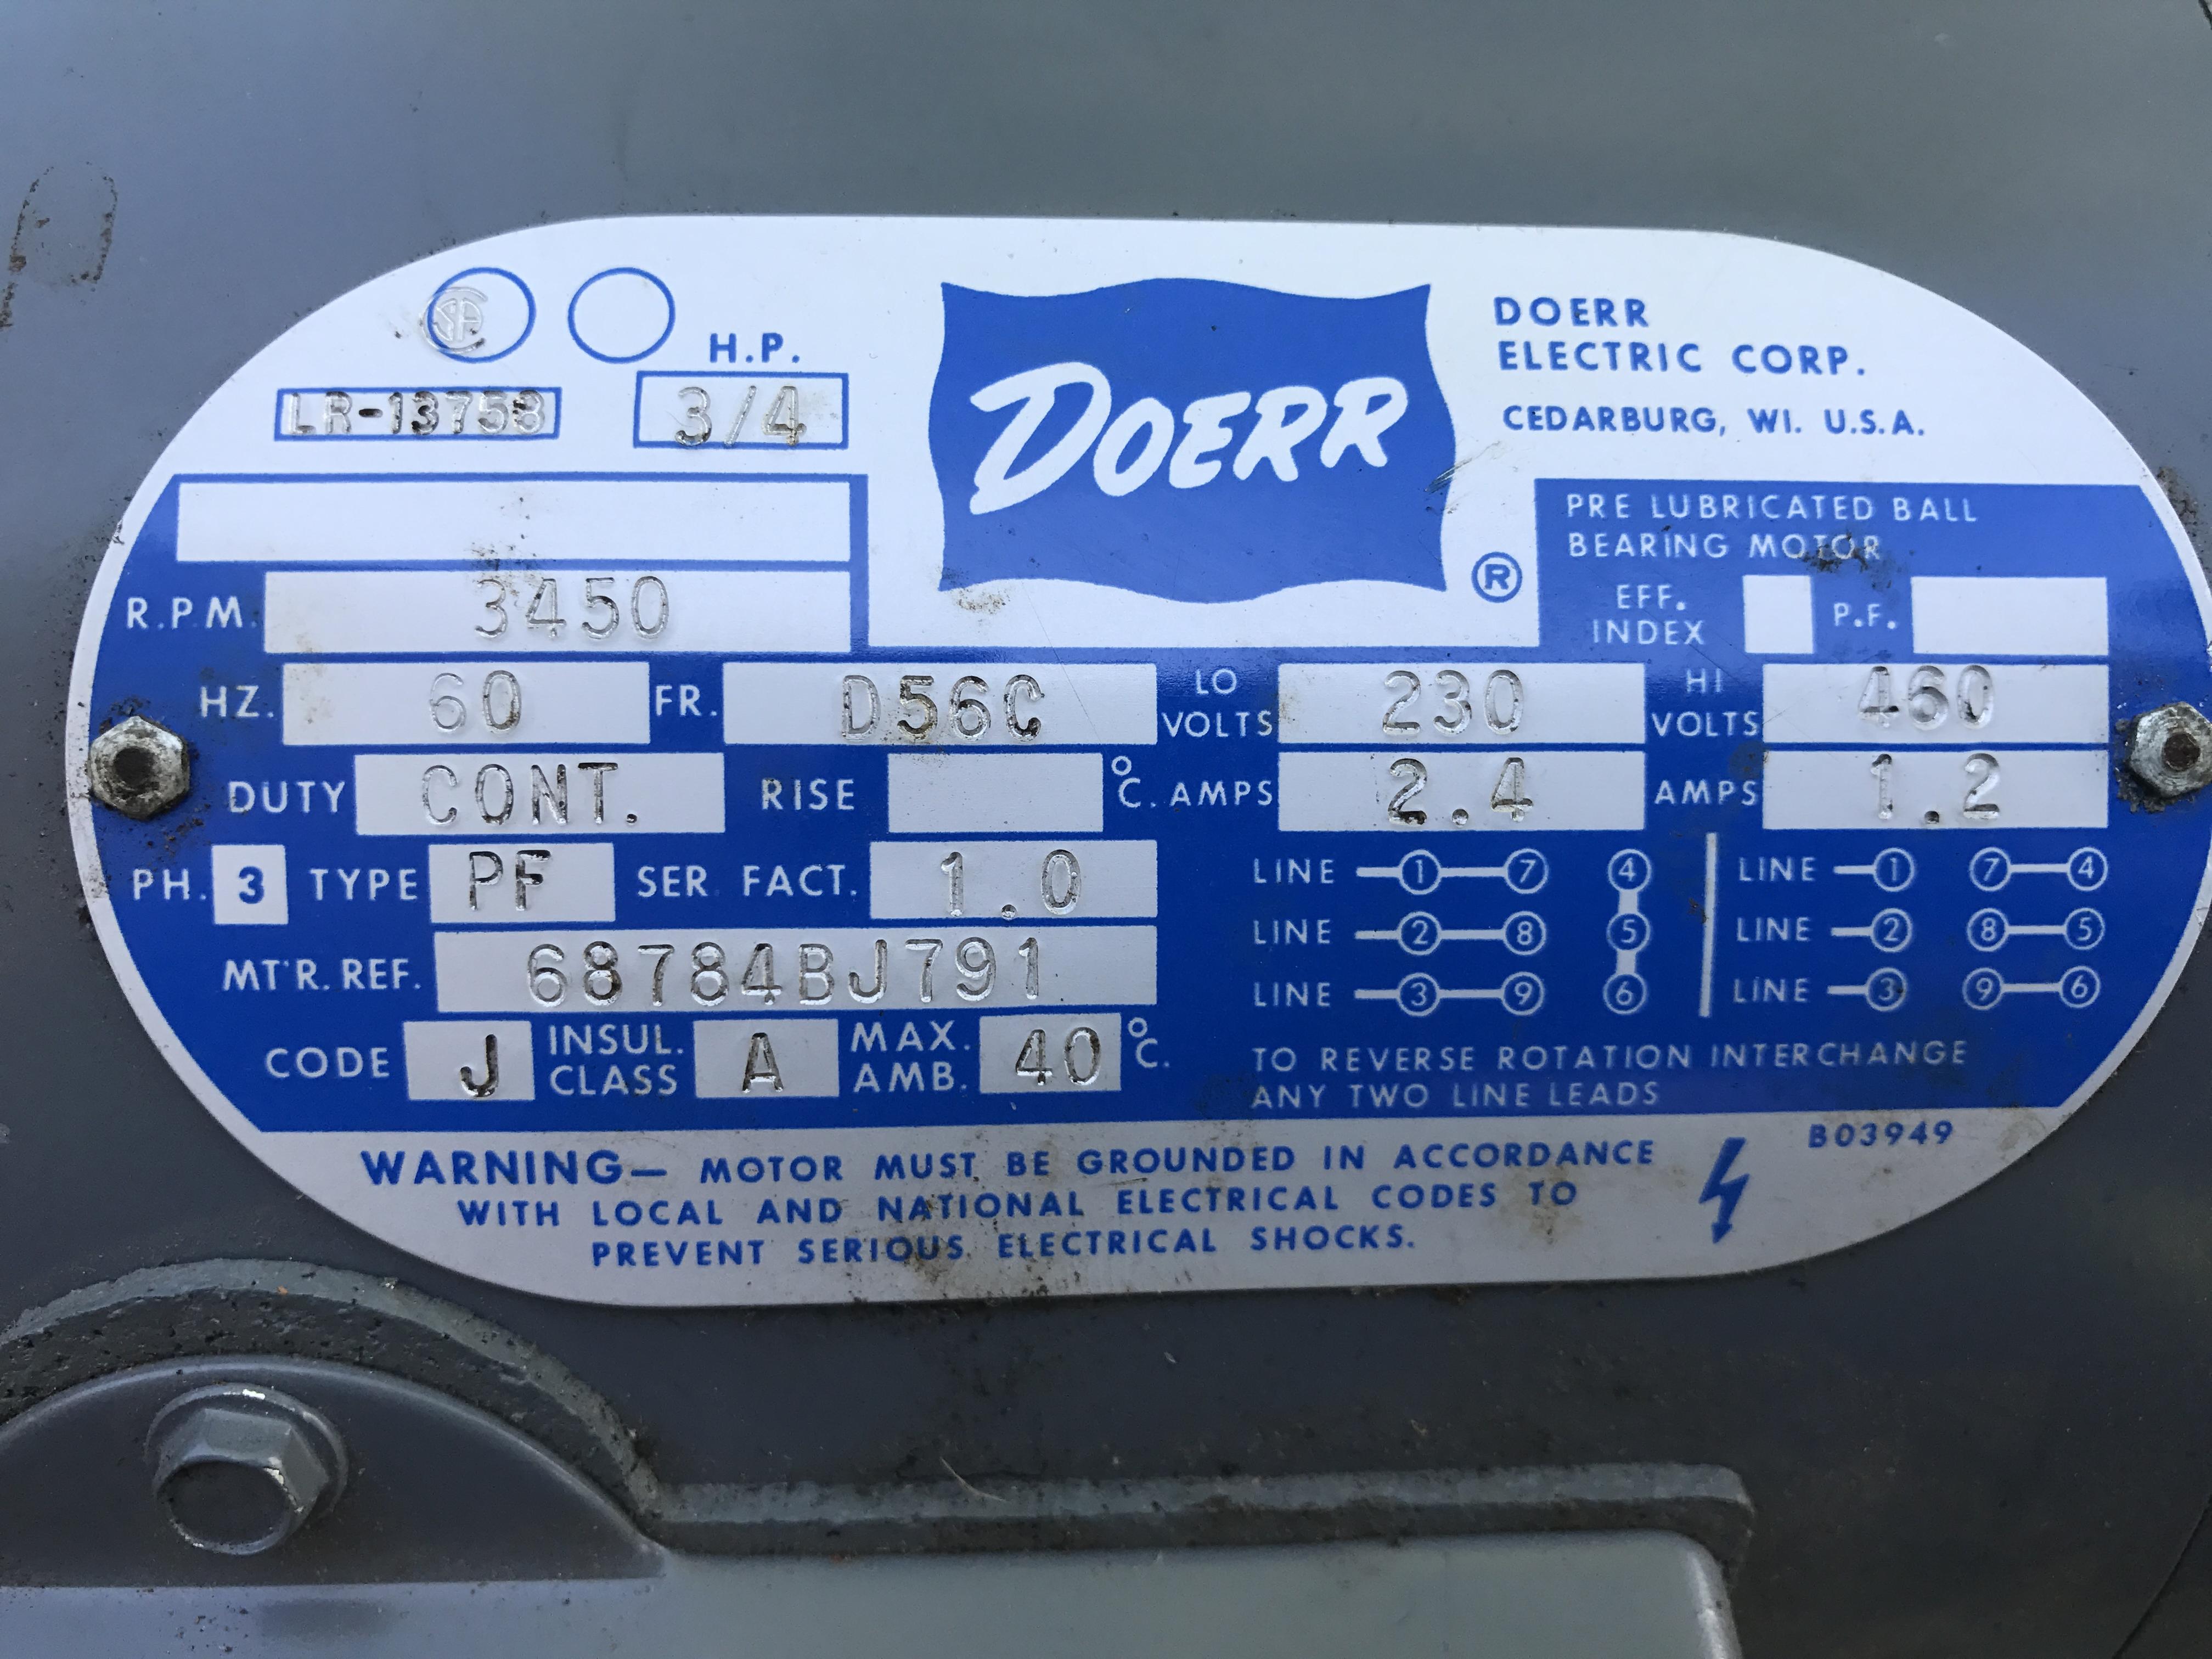 SA
H.P.
LR-13758
3/4
DOERR
®
DOERR
ELECTRIC CORP.
CEDARBURG, WI. U.S.A.
PRE LUBRICATED BALL
BEARING MOTOR
EFF.
INDEX
P.F.
R.P.M. 3450
HZ. 60 FR. D56C
LO
VOLTS 230
HI
VOLTS 460
DUTY CONT. RISE °C. AMPS 2.4 AMPS 1.2
PH. 3 TYPE PF SER. FACT. 1.0
MT'R. REF. 68784BJ791
CODE J
INSUL.
CLASS A
MAX.
AMB. 40 °C.
LINE 1 7 4
LINE 2 8 5
LINE 3 9 6
LINE 1 7 4
LINE 2 8 5
LINE 3 9 6
TO REVERSE ROTATION INTERCHANGE
ANY TWO LINE LEADS
B03949
WARNING— MOTOR MUST BE GROUNDED IN ACCORDANCE
WITH LOCAL AND NATIONAL ELECTRICAL CODES TO
PREVENT SERIOUS ELECTRICAL SHOCKS.